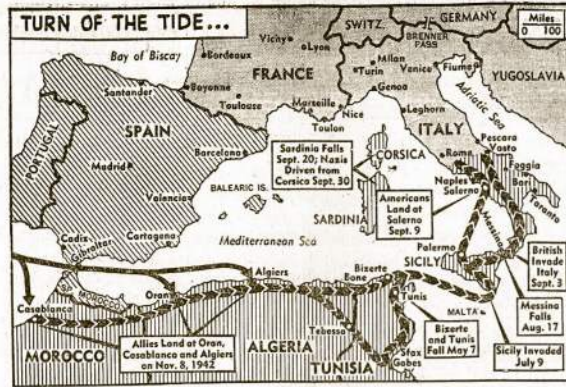 TURN OF THE TIDE...
Miles
0 100
SWITZ.
GERMANY
BRENNER
PASS
Bay of Biscay
Vichy
Lyon
Bordeaux
Milan
Turin
Venice
Fiume
FRANCE
YUGOSLAVIA
Genoa
Bayonne
Santander
Toulouse
Marseille
Nice
Toulon
Leghorn
Adriatic Sea
SPAIN
ITALY
PORTUGAL
Madrid
Barcelona
Sardinia Falls
Sept. 20; Nazis
Driven from
Corsica Sept. 30
CORSICA
Rome
Pescara
Vasto
Foggia
Bari
Taranto
Naples
Salerno
Valencia
BALEARIC IS.
Americans
Land at
Salerno
Sept. 9
SARDINIA
Cadiz
Gibraltar
Cartagena
Mediterranean Sea
Messina
Palermo
SICILY
British
Invade
Italy
Sept. 3
SP. MOROCCO
Casablanca
Oran
Algiers
Bone
Bizerte
Tunis
MALTA
Messina
Falls
Aug. 17
Allies Land at Oran,
Casablanca and Algiers
on Nov. 8, 1942
Tebessa
Bizerte
and Tunis
Fall May 7
Sicily Invaded
July 9
MOROCCO
ALGERIA
TUNISIA
Sfax
Gabes